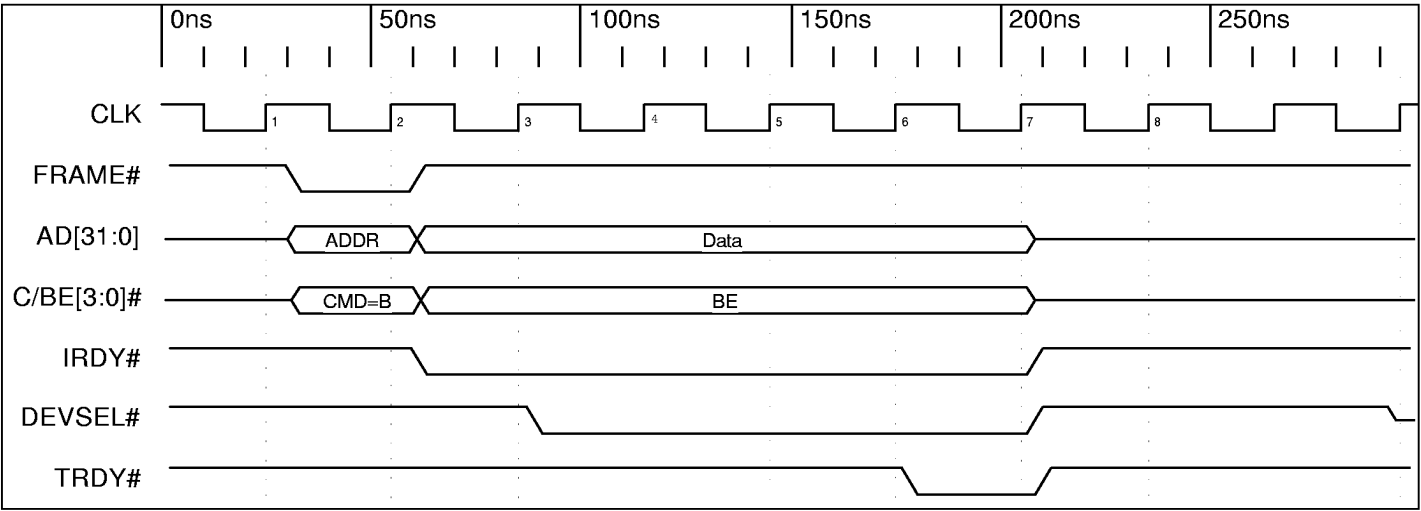 0ns 50ns 100ns 150ns 200ns 250ns
CLK 1 2 3 4 5 6 7 8
FRAME#
AD[31:0] ADDR Data
C/BE[3:0]# CMD=B BE
IRDY#
DEVSEL#
TRDY#